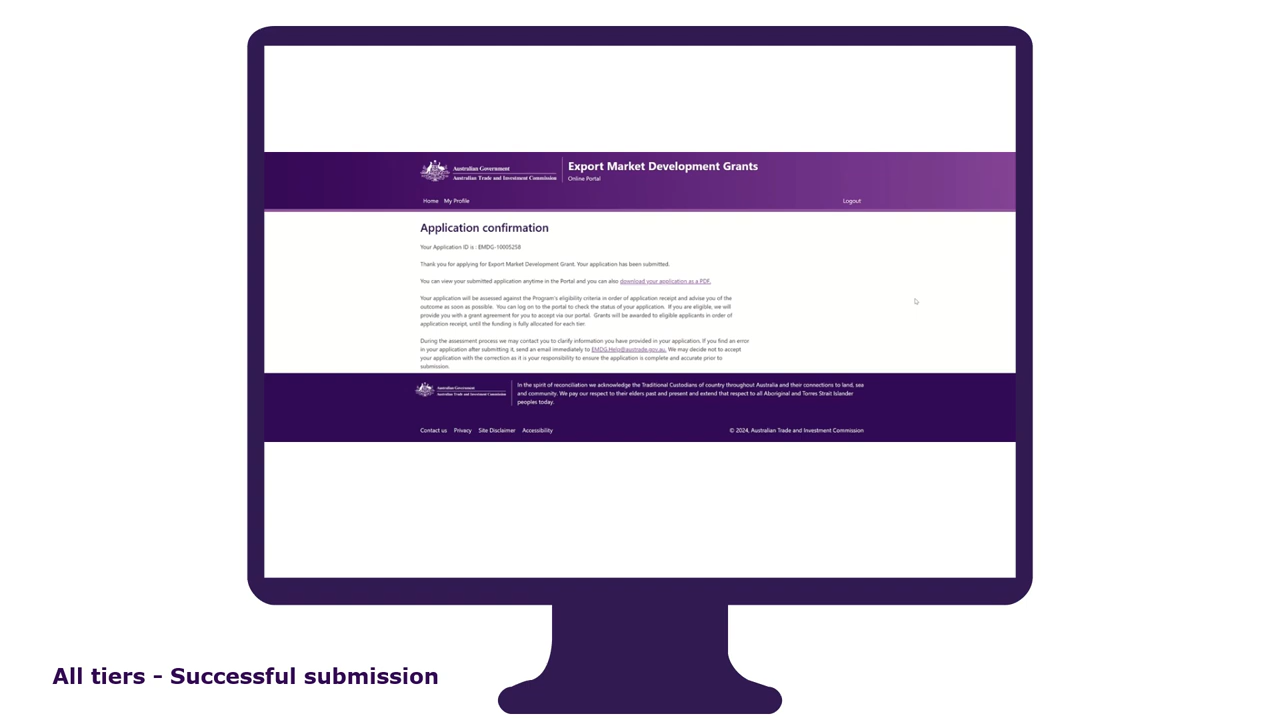 Australian Government
Australian Trade and Investment Commission
Export Market Development Grants
Online Portal
Home My Profile Logout
Application confirmation
Your Application ID is : EMDG-10005258
Thank you for applying for Export Market Development Grant. Your application has been submitted.
You can view your submitted application anytime in the Portal and you can also download your application as a PDF.
Your application will be assessed against the Program's eligibility criteria in order of application receipt and advise you of the
outcome as soon as possible. You can log on to the portal to check the status of your application. If you are eligible, we will
provide you with a grant agreement for you to accept via our portal. Grants will be awarded to eligible applicants in order of
application receipt, until the funding is fully allocated for each tier.
During the assessment process we may contact you to clarify information you have provided in your application. If you find an error
in your application after submitting it, send an email immediately to EMDG.Help@austrade.gov.au. We may decide not to accept
your application with the correction as it is your responsibility to ensure the application is complete and accurate prior to
submission.
Australian Government
Australian Trade and Investment Commission
In the spirit of reconciliation we acknowledge the Traditional Custodians of country throughout Australia and their connections to land, sea
and community. We pay our respect to their elders past and present and extend that respect to all Aboriginal and Torres Strait Islander
peoples today.
Contact us Privacy Site Disclaimer Accessibility © 2024, Australian Trade and Investment Commission
All tiers - Successful submission